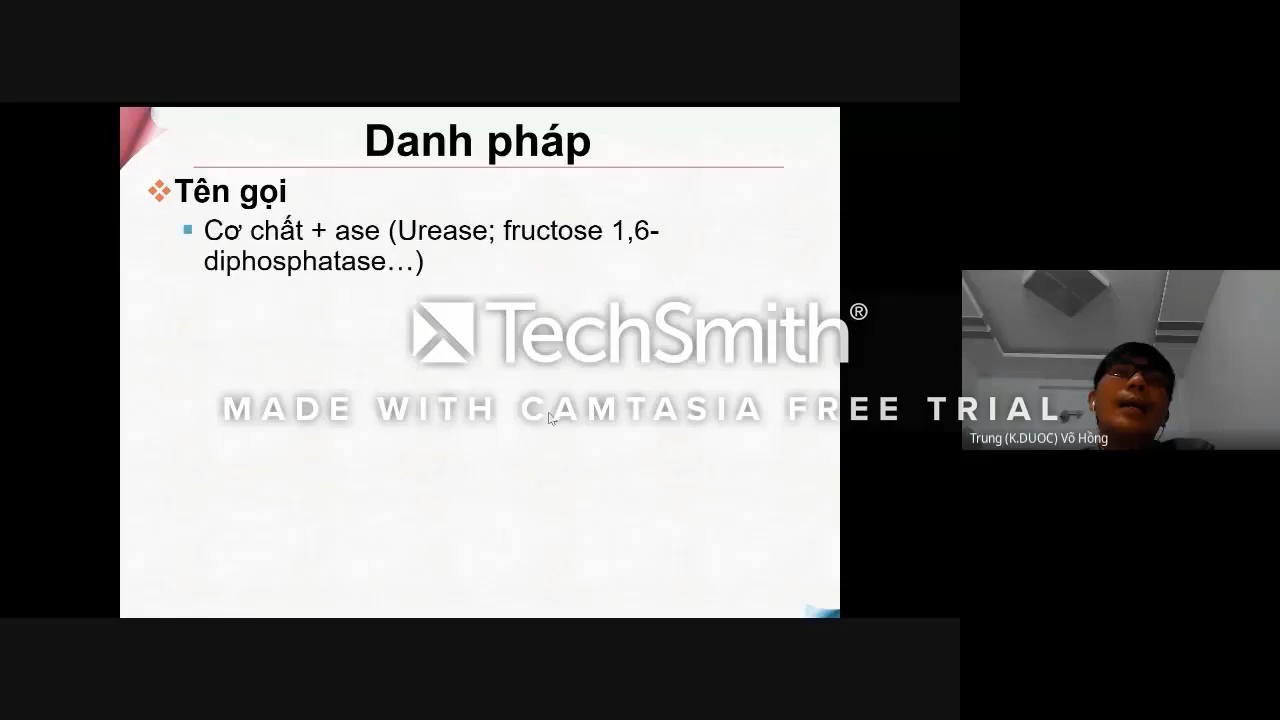 Danh pháp
Tên gọi
Cơ chất + ase (Urease; fructose 1,6-
diphosphatase…)
TechSmith®
MADE WITH CAMTASIA FREE TRIAL
Trung (K.DUOC) Võ Hồng